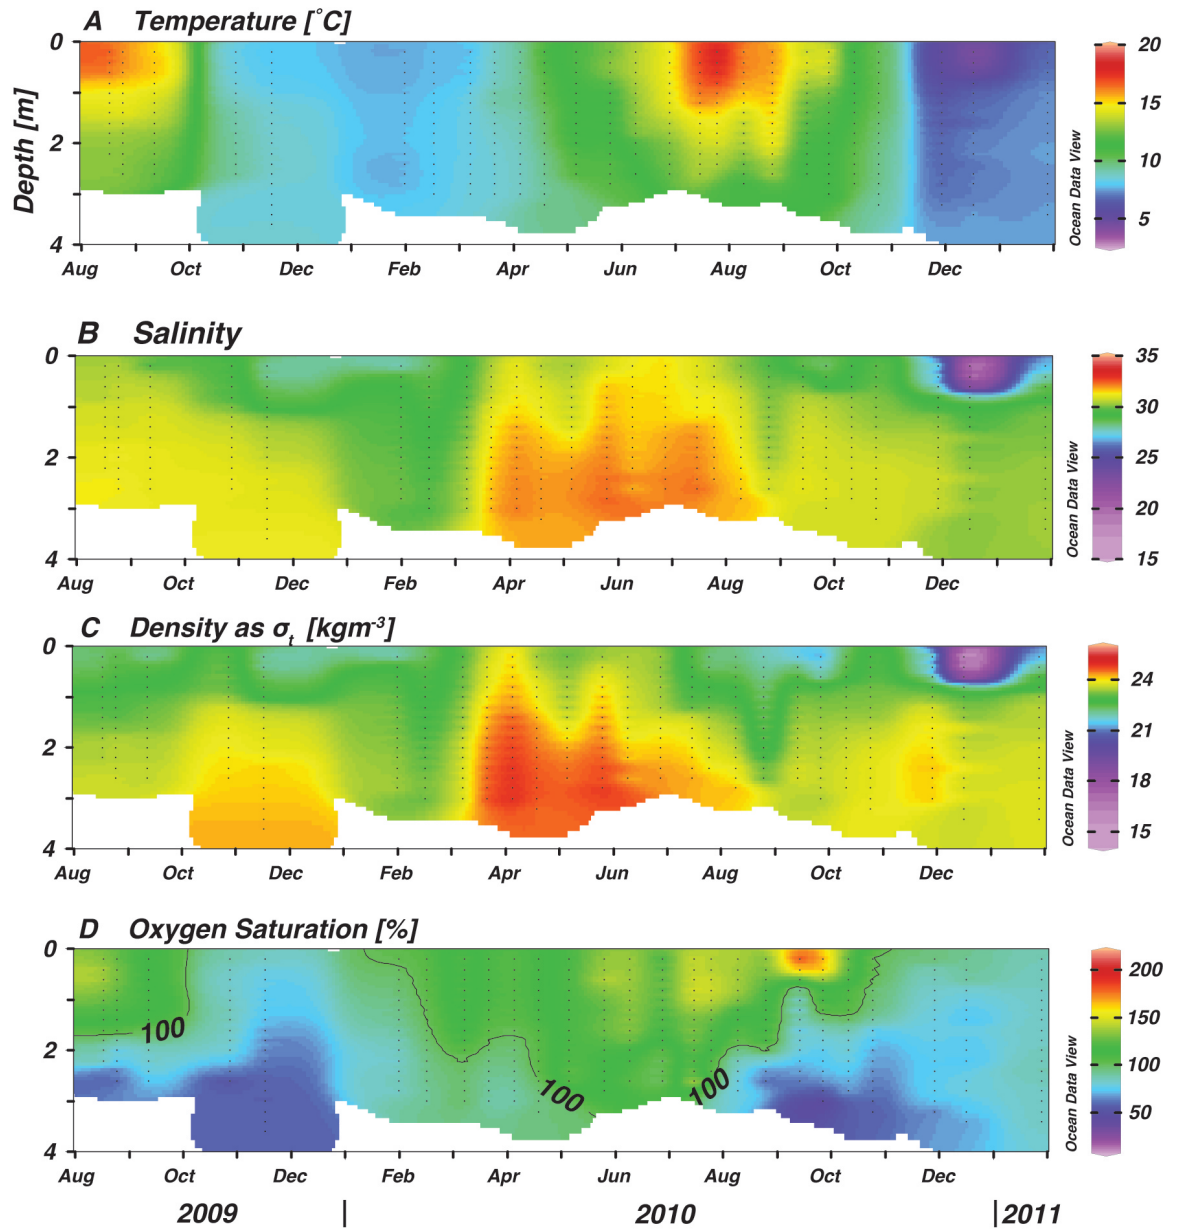 A Temperature [°C]
Depth [m]
0
2
4
Aug Oct Dec Feb Apr Jun Aug Oct Dec
Ocean Data View
20
15
10
5
B Salinity
0
2
4
Aug Oct Dec Feb Apr Jun Aug Oct Dec
Ocean Data View
35
30
25
20
15
C Density as σt [kgm-3]
0
2
4
Aug Oct Dec Feb Apr Jun Aug Oct Dec
Ocean Data View
24
21
18
15
D Oxygen Saturation [%]
0
2
4
100
100
100
Aug Oct Dec Feb Apr Jun Aug Oct Dec
Ocean Data View
200
150
100
50
2009 | 2010 | 2011